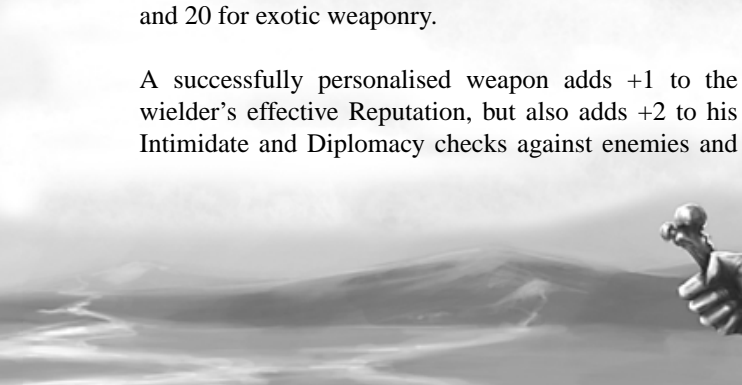 and 20 for exotic weaponry.
A successfully personalised weapon adds +1 to the
wielder's effective Reputation, but also adds +2 to his
Intimidate and Diplomacy checks against enemies and